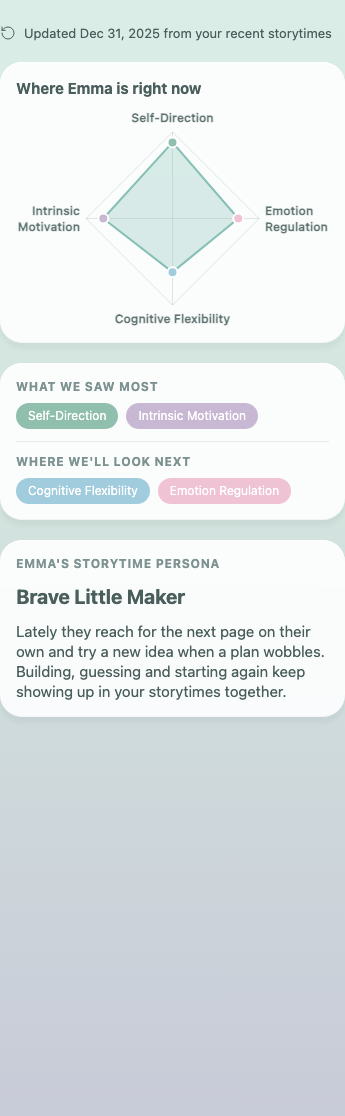 Updated Dec 31, 2025 from your recent storytimes
Where Emma is right now
Self-Direction
Intrinsic
Motivation
Emotion
Regulation
Cognitive Flexibility
WHAT WE SAW MOST
Self-Direction
Intrinsic Motivation
WHERE WE'LL LOOK NEXT
Cognitive Flexibility
Emotion Regulation
EMMA'S STORYTIME PERSONA
Brave Little Maker
Lately they reach for the next page on their
own and try a new idea when a plan wobbles.
Building, guessing and starting again keep
showing up in your storytimes together.